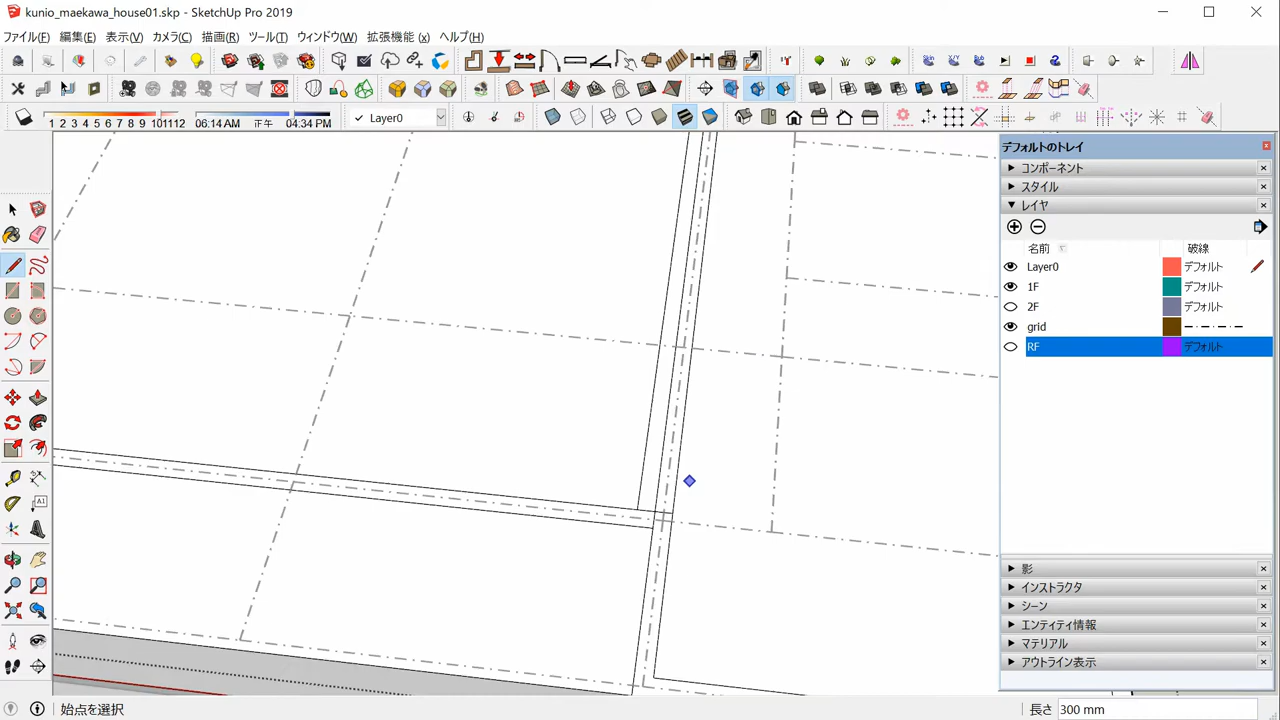 kunio_maekawa_house01.skp - SketchUp Pro 2019
ファイル(F) 編集(E) 表示(V) カメラ(C) 描画(R) ツール(T) ウィンドウ(W) 拡張機能 (x) ヘルプ(H)
1 2 3 4 5 6 7 8 9 101112 06:14 AM 正午 04:34 PM Layer0
デフォルトのトレイ
コンポーネント
スタイル
レイヤ
名前 破線
Layer0 デフォルト
1F デフォルト
2F デフォルト
grid
RF デフォルト
影
インストラクタ
シーン
エンティティ情報
マテリアル
アウトライン表示
始点を選択 長さ 300 mm